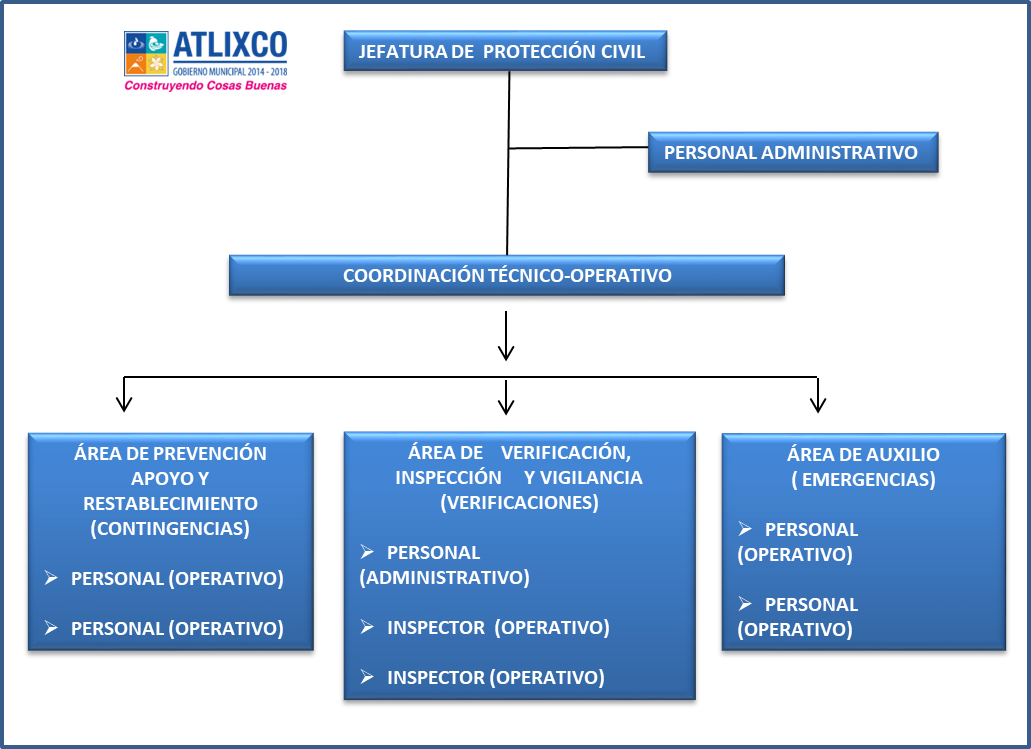 ATLIXCO
GOBIERNO MUNICIPAL 2014 - 2018
Construyendo Cosas Buenas
JEFATURA DE PROTECCIÓN CIVIL
PERSONAL ADMINISTRATIVO
COORDINACIÓN TÉCNICO-OPERATIVO
ÁREA DE PREVENCIÓN
APOYO Y
RESTABLECIMIENTO
(CONTINGENCIAS)
➢ PERSONAL (OPERATIVO)
➢ PERSONAL (OPERATIVO)
ÁREA DE VERIFICACIÓN,
INSPECCIÓN Y VIGILANCIA
(VERIFICACIONES)
➢ PERSONAL
(ADMINISTRATIVO)
➢ INSPECTOR (OPERATIVO)
➢ INSPECTOR (OPERATIVO)
ÁREA DE AUXILIO
( EMERGENCIAS)
➢ PERSONAL
(OPERATIVO)
➢ PERSONAL
(OPERATIVO)